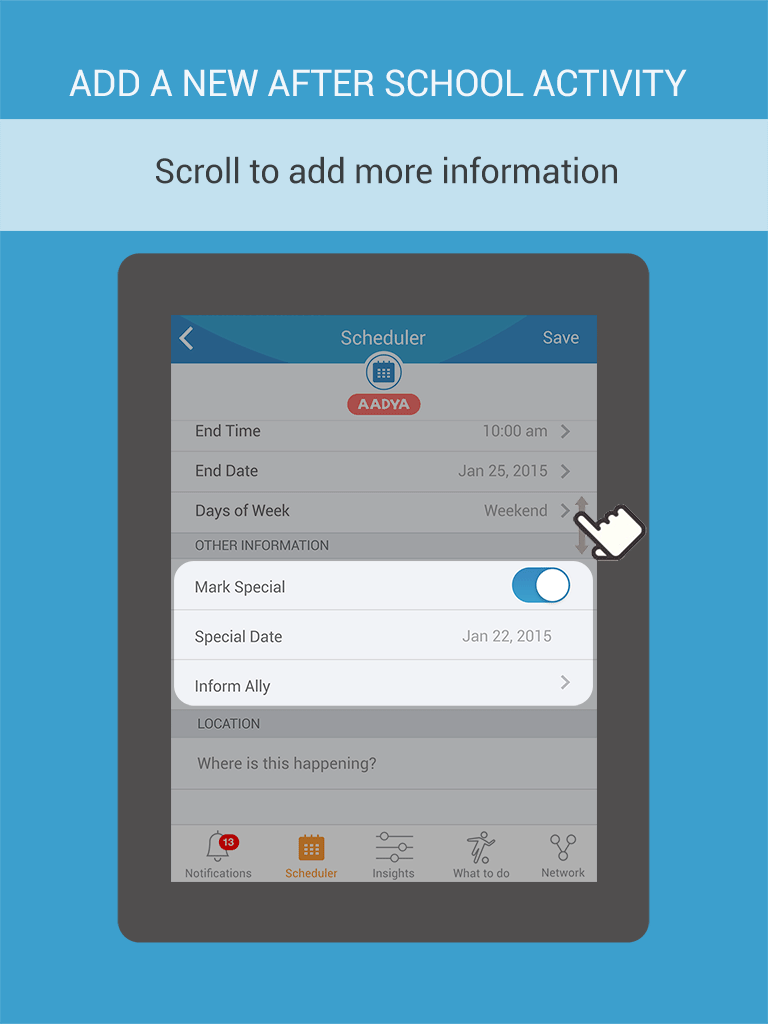 ADD A NEW AFTER SCHOOL ACTIVITY
Scroll to add more information
Scheduler Save
AADYA
End Time 10:00 am
End Date Jan 25, 2015
Days of Week Weekend
OTHER INFORMATION
Mark Special
Special Date Jan 22, 2015
Inform Ally
LOCATION
Where is this happening?
13
Notifications Scheduler Insights What to do Network